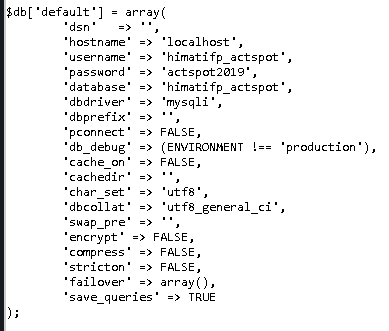 $db['default'] = array(
'dsn' => '',
'hostname' => 'localhost',
'username' => 'himatifp_actspot',
'password' => 'actspot2019',
'database' => 'himatifp_actspot',
'dbdriver' => 'mysqli',
'dbprefix' => '',
'pconnect' => FALSE,
'db_debug' => (ENVIRONMENT !== 'production'),
'cache_on' => FALSE,
'cachedir' => '',
'char_set' => 'utf8',
'dbcollat' => 'utf8_general_ci',
'swap_pre' => '',
'encrypt' => FALSE,
'compress' => FALSE,
'stricton' => FALSE,
'failover' => array(),
'save_queries' => TRUE
);